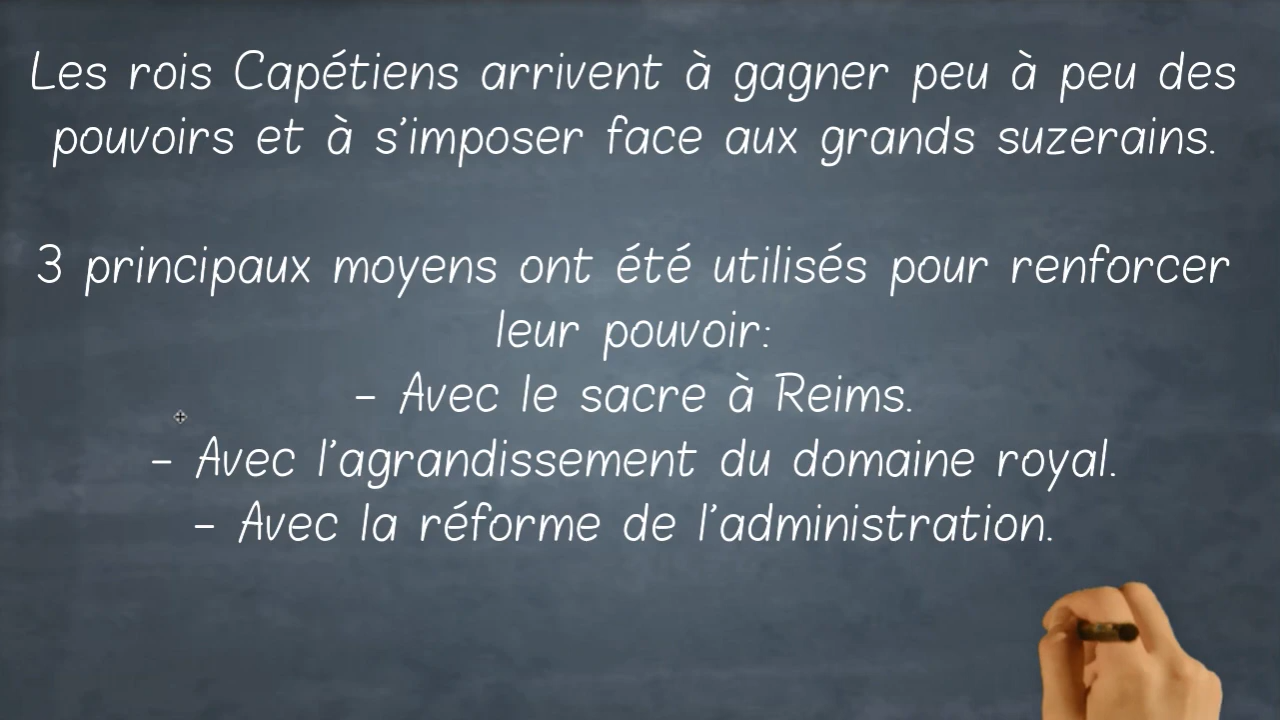 Les rois Capétiens arrivent à gagner peu à peu des
pouvoirs et à s'imposer face aux grands suzerains.
3 principaux moyens ont été utilisés pour renforcer
leur pouvoir:
- Avec le sacre à Reims.
- Avec l'agrandissement du domaine royal.
- Avec la réforme de l'administration.